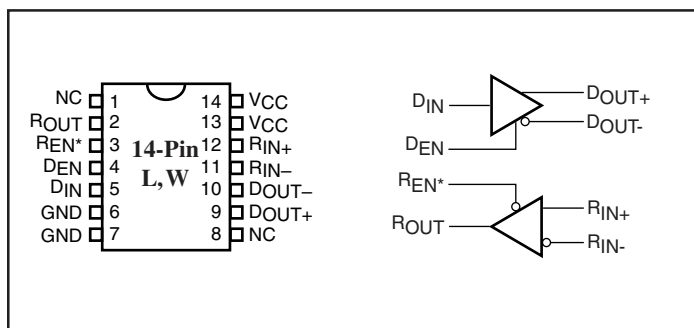 NC 1 14 VCC
ROUT 2 13 VCC
REN* 3 14-Pin 12 RIN+
DEN 4 L,W 11 RIN–
DIN 5 10 DOUT–
GND 6 9 DOUT+
GND 7 8 NC
DIN DOUT+
DOUT-
DEN
REN*
RIN+
ROUT
RIN-